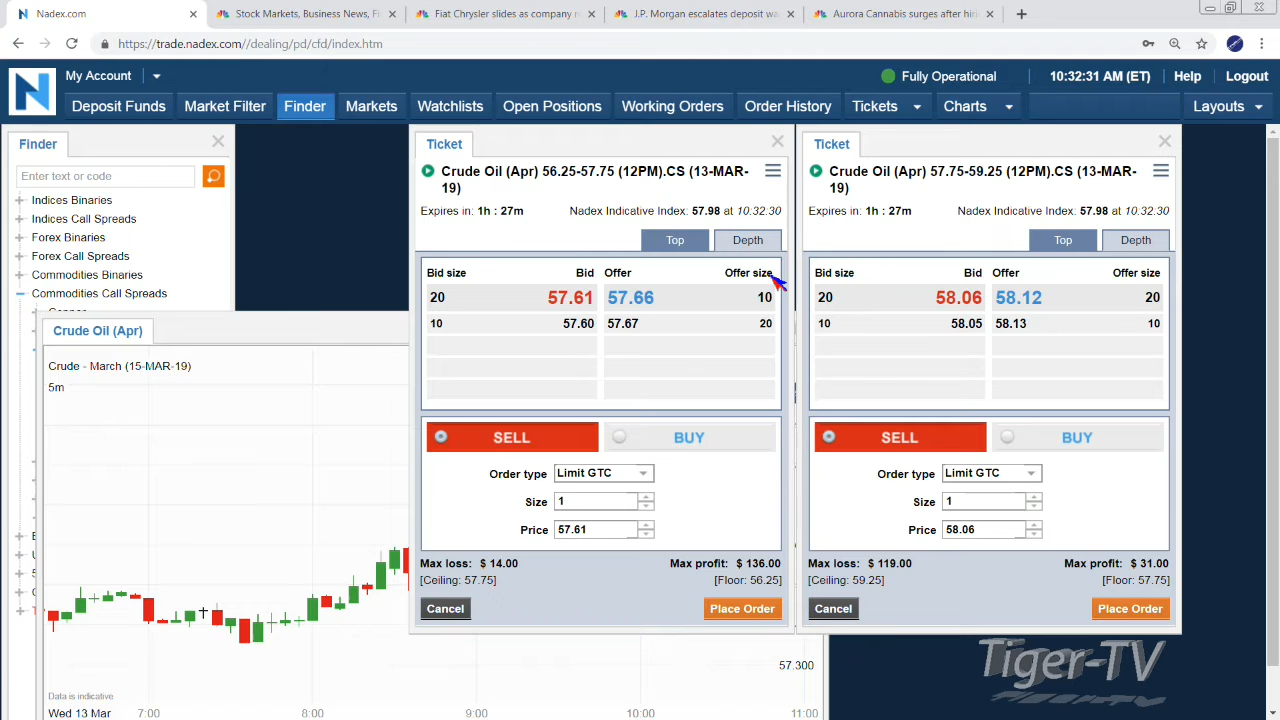 Nadex.com
Stock Markets, Business News, Fi
Fiat Chrysler slides as company r
J.P. Morgan escalates deposit wa
Aurora Cannabis surges after hiri
https://trade.nadex.com//dealing/pd/cfd/index.htm
My Account
Fully Operational
10:32:31 AM (ET)
Help
Logout
Deposit Funds
Market Filter
Finder
Markets
Watchlists
Open Positions
Working Orders
Order History
Tickets
Charts
Layouts
Finder
Enter text or code
Indices Binaries
Indices Call Spreads
Forex Binaries
Forex Call Spreads
Commodities Binaries
Commodities Call Spreads
Crude Oil (Apr)
Crude - March (15-MAR-19)
5m
57.300
Data is indicative
Wed 13 Mar 7:00 8:00 9:00 10:00 11:00
Ticket
Crude Oil (Apr) 56.25-57.75 (12PM).CS (13-MAR-
19)
Expires in: 1h : 27m Nadex Indicative Index: 57.98 at 10:32:30
Top Depth
Bid size Bid Offer Offer size
20 57.61 57.66 10
10 57.60 57.67 20
SELL BUY
Order type Limit GTC
Size 1
Price 57.61
Max loss: $ 14.00 Max profit: $ 136.00
[Ceiling: 57.75] [Floor: 56.25]
Cancel Place Order
Ticket
Crude Oil (Apr) 57.75-59.25 (12PM).CS (13-MAR-
19)
Expires in: 1h : 27m Nadex Indicative Index: 57.98 at 10:32:30
Top Depth
Bid size Bid Offer Offer size
20 58.06 58.12 20
10 58.05 58.13 10
SELL BUY
Order type Limit GTC
Size 1
Price 58.06
Max loss: $ 119.00 Max profit: $ 31.00
[Ceiling: 59.25] [Floor: 57.75]
Cancel Place Order
Tiger-TV